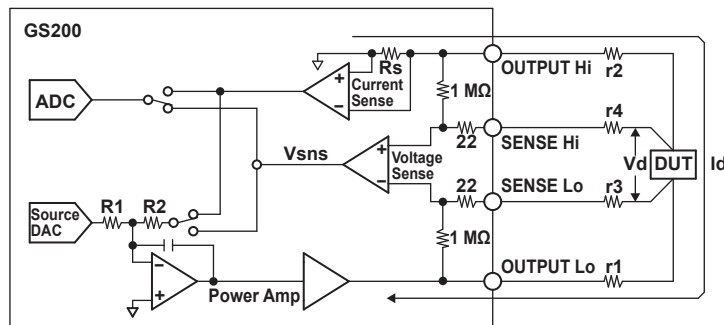 GS200
ADC
Rs
Current
Sense
OUTPUT Hi
r2
1 MΩ
22
SENSE Hi
r4
Vsns
Voltage
Sense
Vd
DUT
Id
Source
DAC
R1
R2
22
SENSE Lo
r3
1 MΩ
Power Amp
OUTPUT Lo
r1
+
−
+
−
−
+